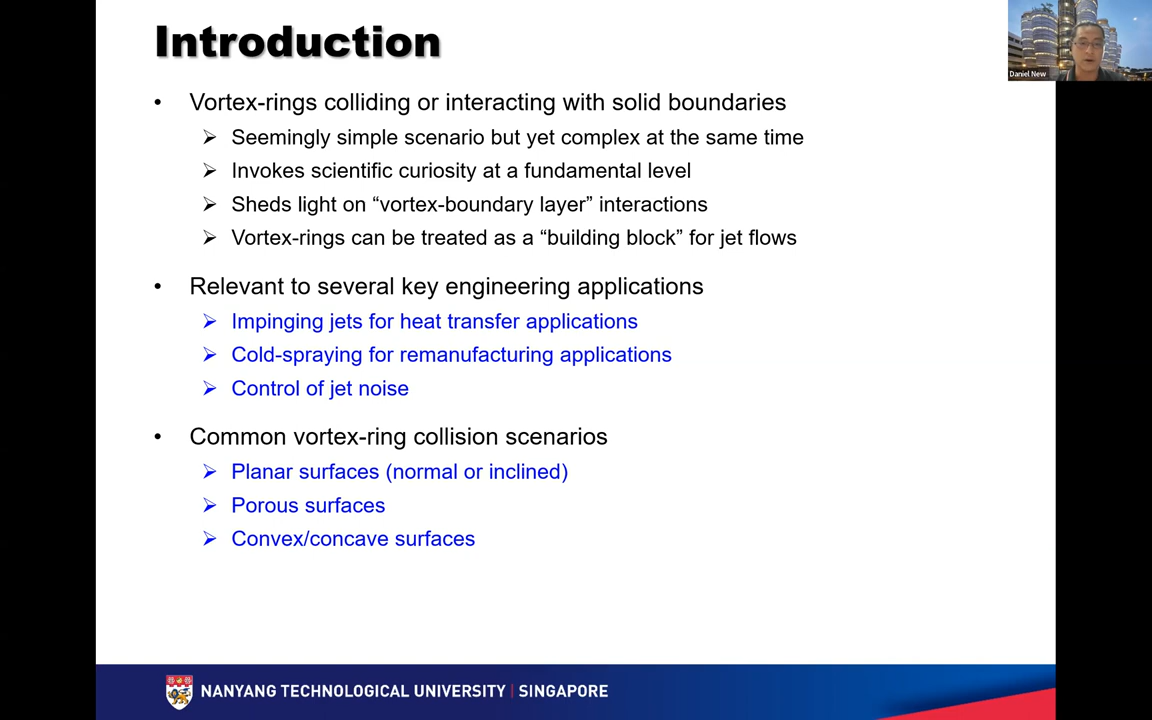 Introduction
Daniel New
• Vortex-rings colliding or interacting with solid boundaries
➢ Seemingly simple scenario but yet complex at the same time
➢ Invokes scientific curiosity at a fundamental level
➢ Sheds light on “vortex-boundary layer” interactions
➢ Vortex-rings can be treated as a “building block” for jet flows
• Relevant to several key engineering applications
➢ Impinging jets for heat transfer applications
➢ Cold-spraying for remanufacturing applications
➢ Control of jet noise
• Common vortex-ring collision scenarios
➢ Planar surfaces (normal or inclined)
➢ Porous surfaces
➢ Convex/concave surfaces
NANYANG TECHNOLOGICAL UNIVERSITY | SINGAPORE